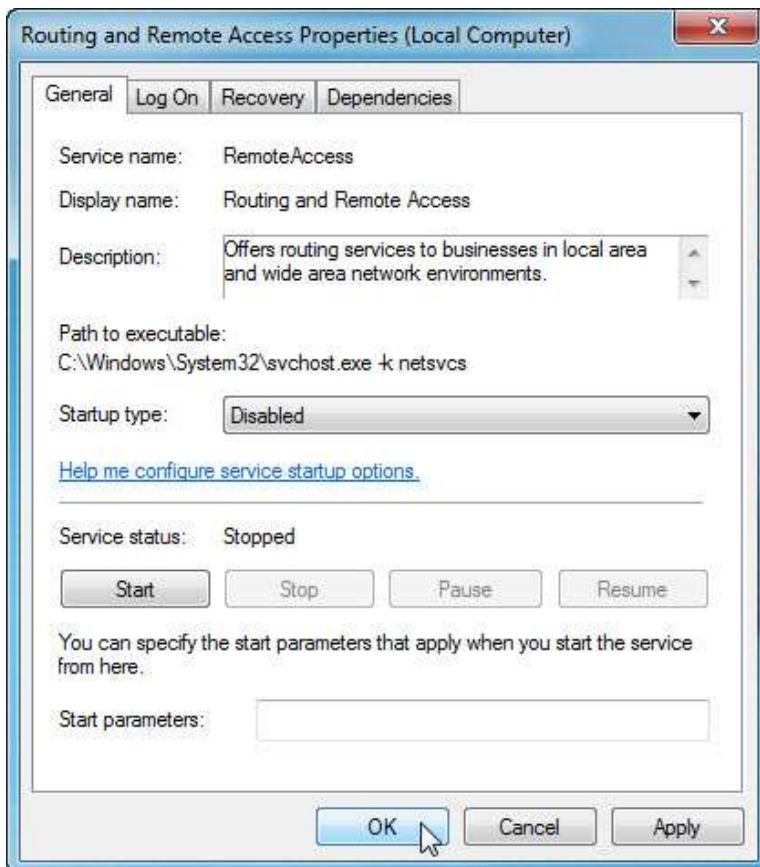 Routing and Remote Access Properties (Local Computer)
General Log On Recovery Dependencies
Service name: RemoteAccess
Display name: Routing and Remote Access
Description: Offers routing services to businesses in local area
and wide area network environments.
Path to executable:
C:\Windows\System32\svchost.exe -k netsvcs
Startup type: Disabled
Help me configure service startup options.
Service status: Stopped
Start Stop Pause Resume
You can specify the start parameters that apply when you start the service
from here.
Start parameters:
OK Cancel Apply